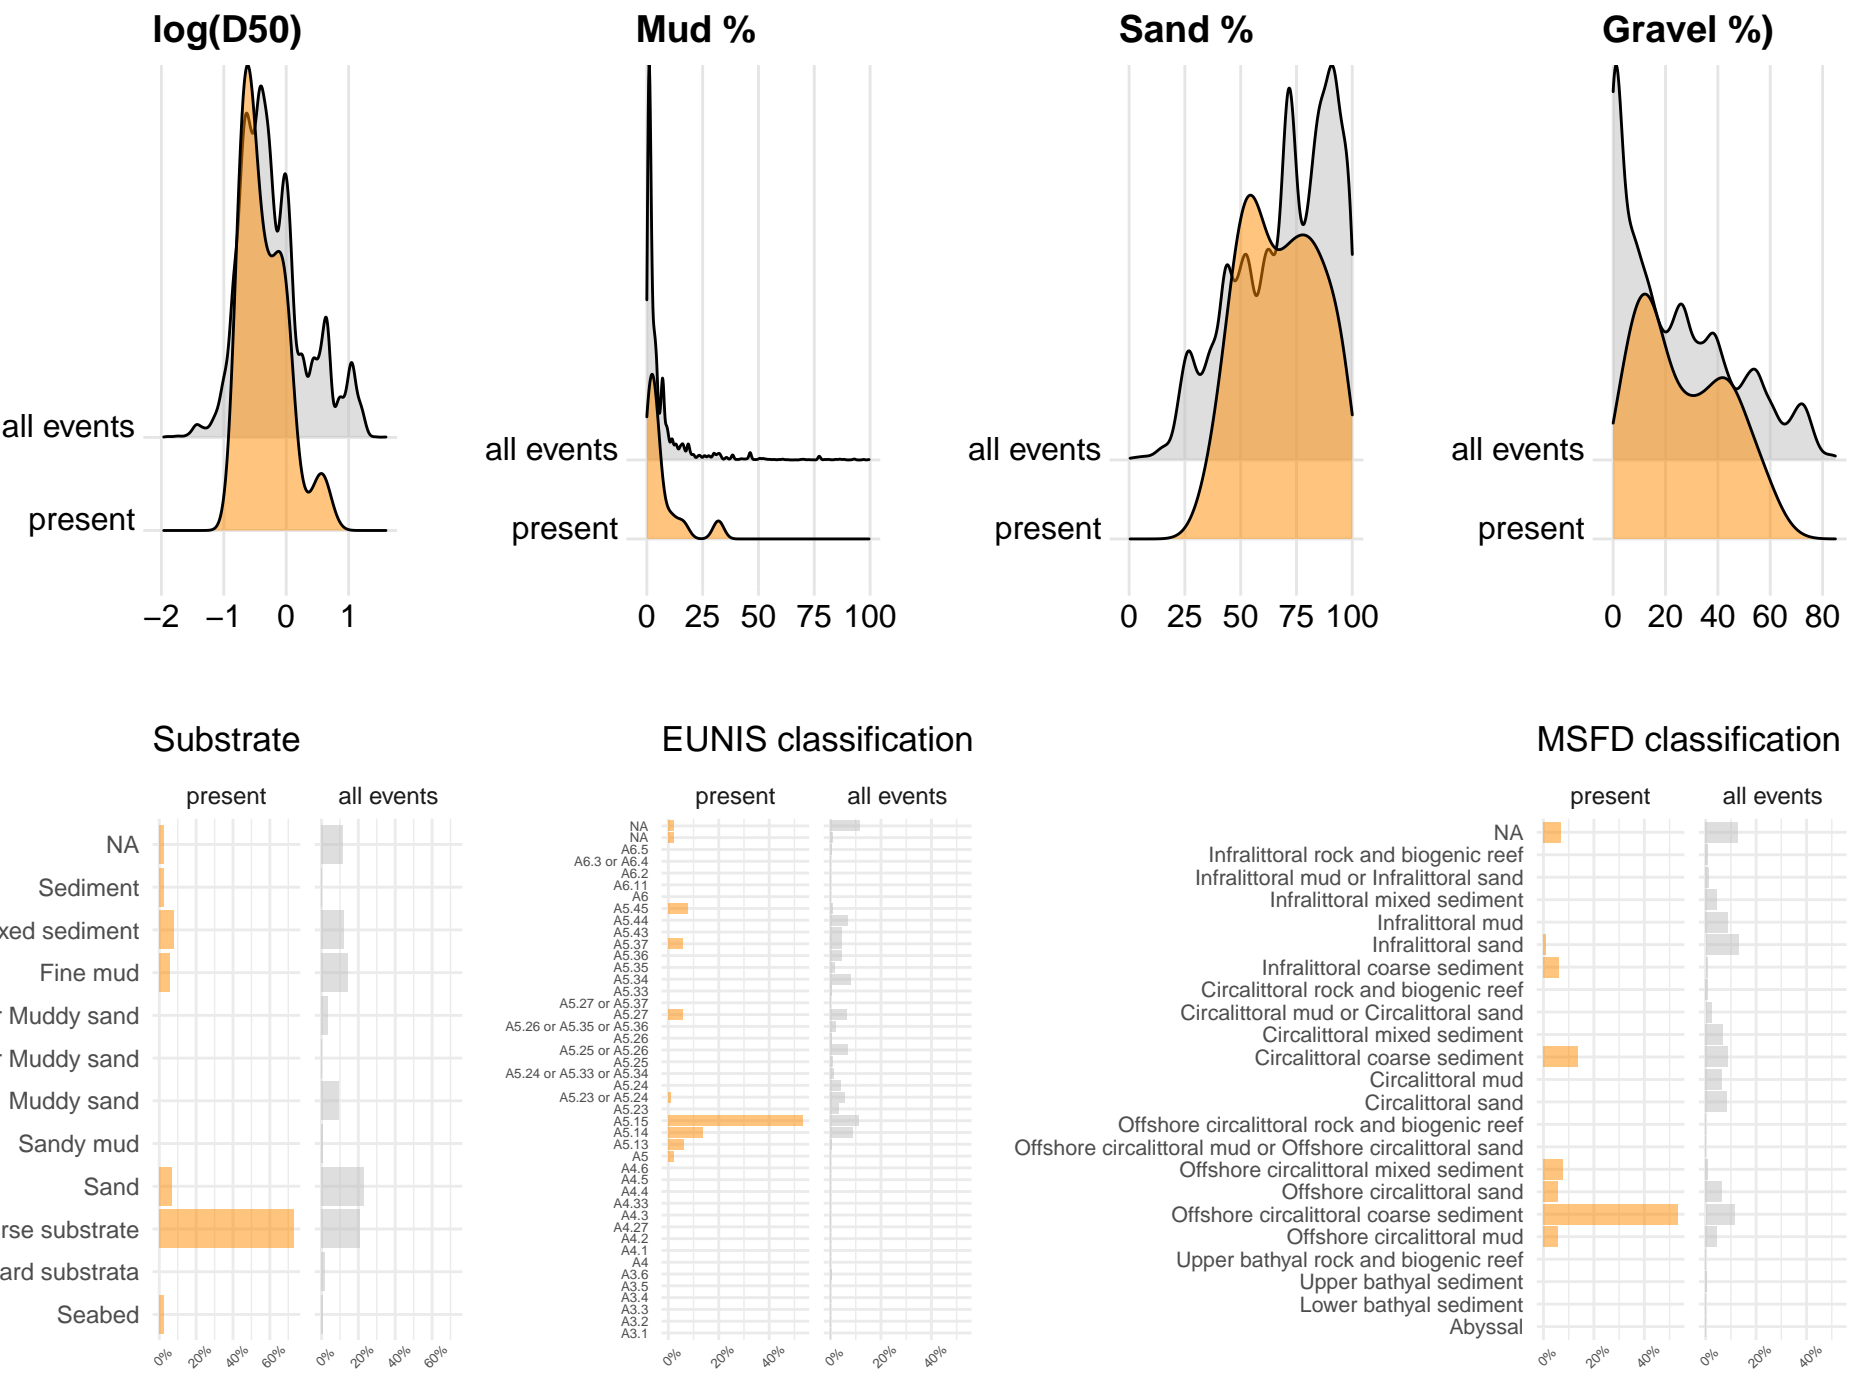 log(D50)
Mud %
Sand %
Gravel %)
all events
present
−2 −1 0 1
all events
present
0 25 50 75 100
all events
present
0 25 50 75 100
all events
present
0 20 40 60 80
Substrate
present all events
NA
Sediment
xed sediment
Fine mud
r Muddy sand
r Muddy sand
Muddy sand
Sandy mud
Sand
rse substrate
ard substrata
Seabed
0% 20% 40% 60% 0% 20% 40% 60%
EUNIS classification
present all events
NA
NA
A6.5
A6.3 or A6.4
A6.2
A6.11
A6
A5.45
A5.44
A5.43
A5.37
A5.36
A5.35
A5.34
A5.33
A5.27 or A5.37
A5.27
A5.26 or A5.35 or A5.36
A5.26
A5.25 or A5.26
A5.25
A5.24 or A5.33 or A5.34
A5.24
A5.23 or A5.24
A5.23
A5.15
A5.14
A5.13
A5
A4.6
A4.5
A4.4
A4.33
A4.3
A4.27
A4.2
A4.1
A4
A3.6
A3.5
A3.4
A3.3
A3.2
A3.1
0% 20% 40% 0% 20% 40%
MSFD classification
present all events
NA
Infralittoral rock and biogenic reef
Infralittoral mud or Infralittoral sand
Infralittoral mixed sediment
Infralittoral mud
Infralittoral sand
Infralittoral coarse sediment
Circalittoral rock and biogenic reef
Circalittoral mud or Circalittoral sand
Circalittoral mixed sediment
Circalittoral coarse sediment
Circalittoral mud
Circalittoral sand
Offshore circalittoral rock and biogenic reef
Offshore circalittoral mud or Offshore circalittoral sand
Offshore circalittoral mixed sediment
Offshore circalittoral sand
Offshore circalittoral coarse sediment
Offshore circalittoral mud
Upper bathyal rock and biogenic reef
Upper bathyal sediment
Lower bathyal sediment
Abyssal
0% 20% 40% 0% 20% 40%